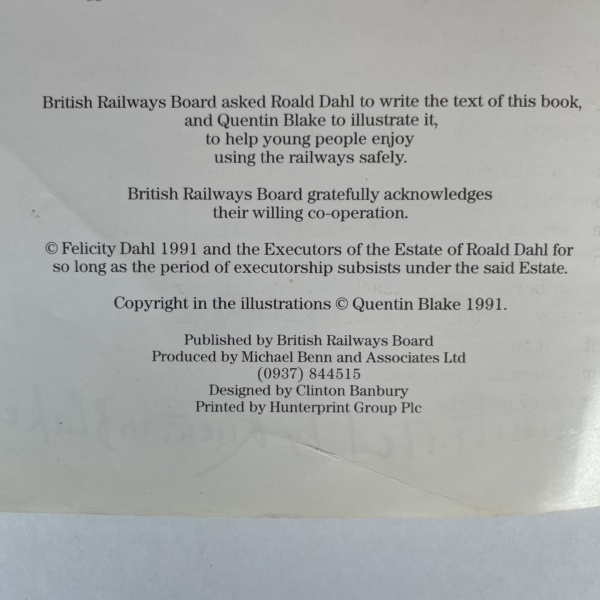 British Railways Board asked Roald Dahl to write the text of this book,
and Quentin Blake to illustrate it,
to help young people enjoy
using the railways safely.
British Railways Board gratefully acknowledges
their willing co-operation.
© Felicity Dahl 1991 and the Executors of the Estate of Roald Dahl for
so long as the period of executorship subsists under the said Estate.
Copyright in the illustrations © Quentin Blake 1991.
Published by British Railways Board
Produced by Michael Benn and Associates Ltd
(0937) 844515
Designed by Clinton Banbury
Printed by Hunterprint Group Plc